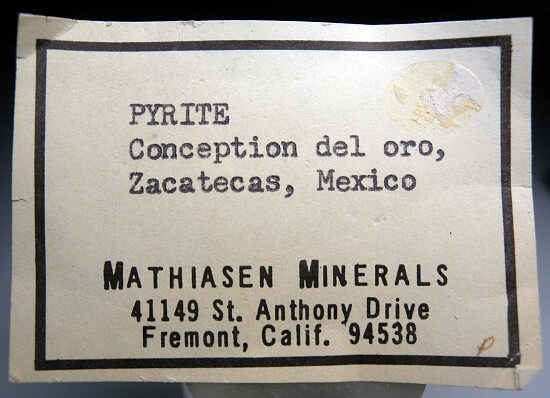 PYRITE
Conception del oro,
Zacatecas, Mexico
MATHIASEN MINERALS
41149 St. Anthony Drive
Fremont, Calif. 94538
P